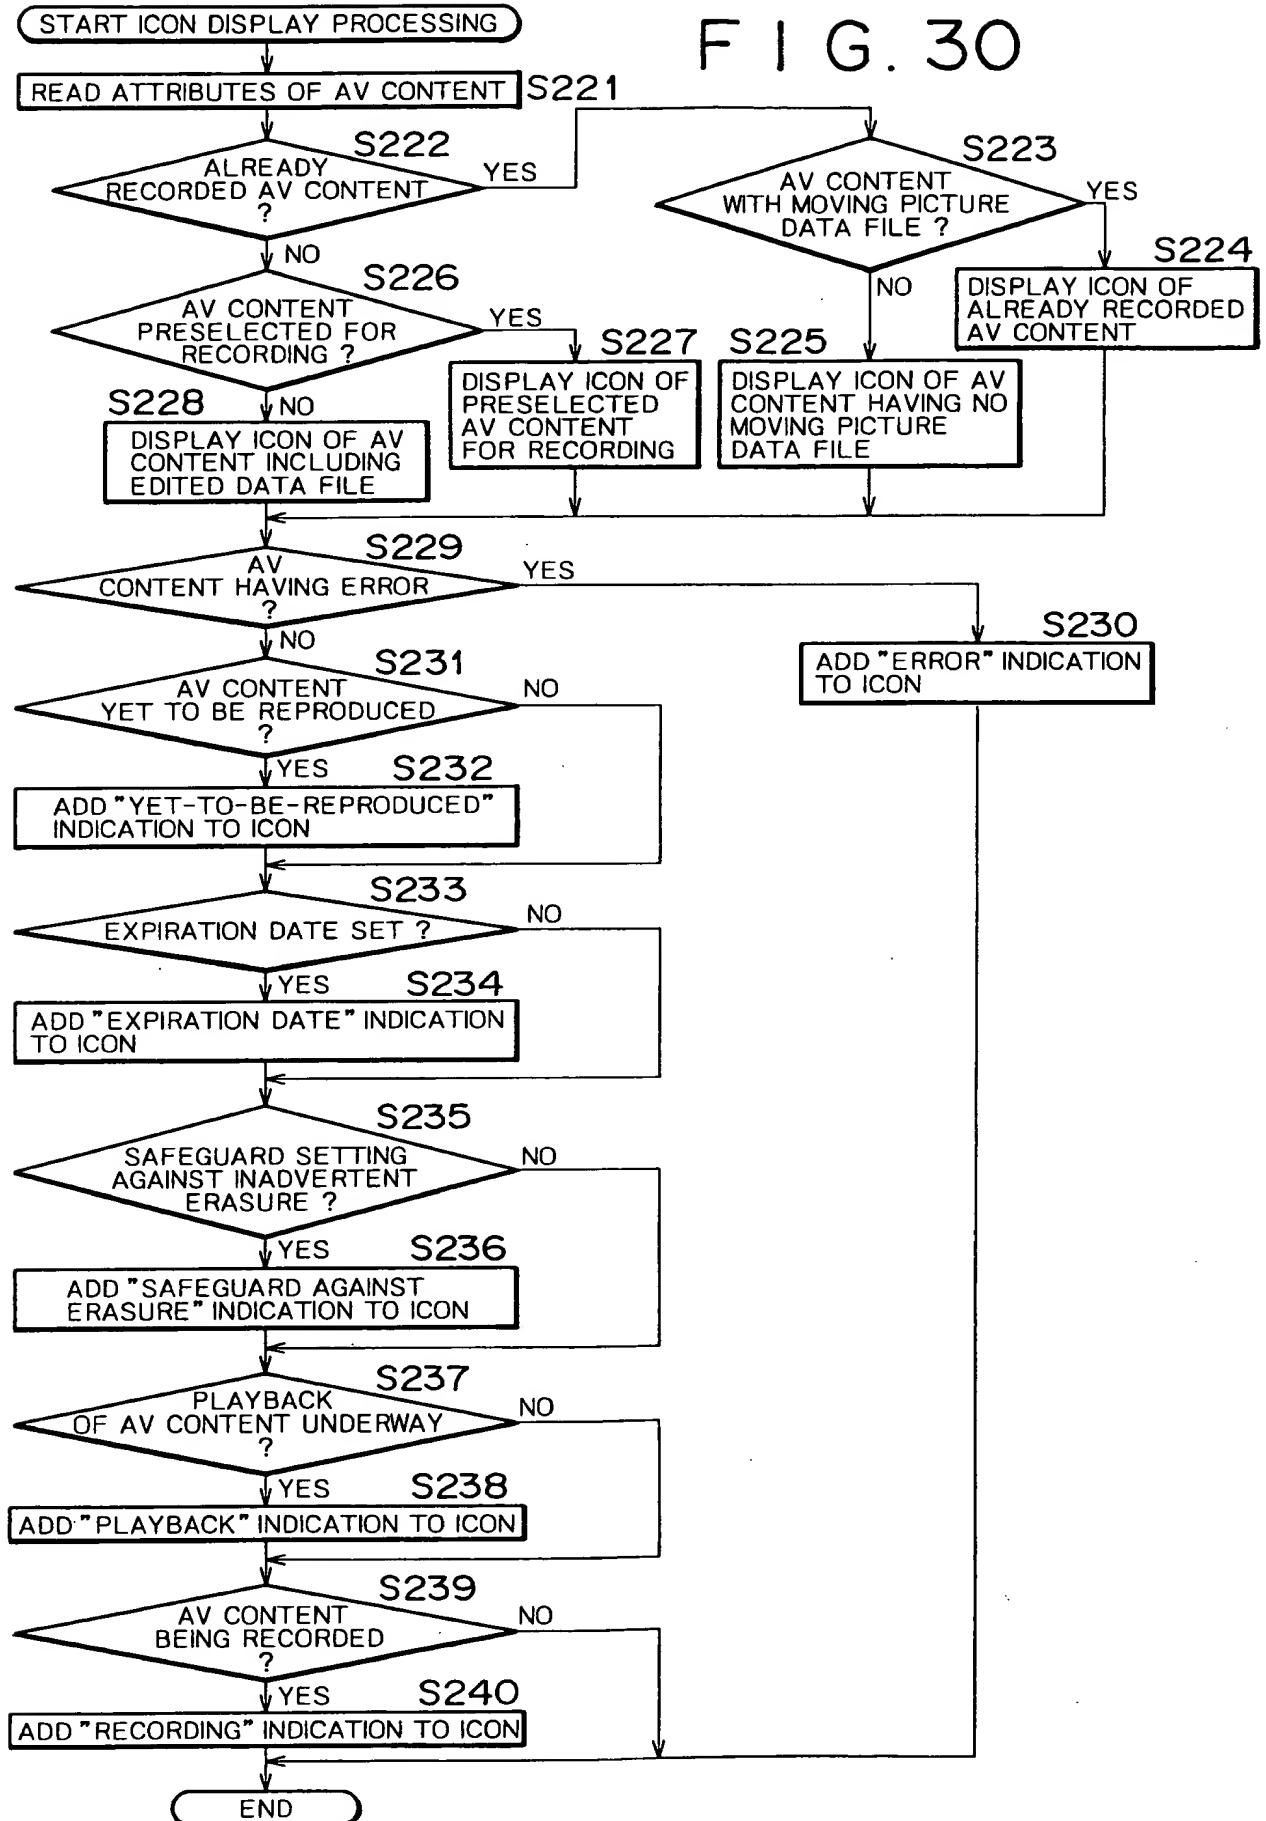 START ICON DISPLAY PROCESSING
FIG. 30
READ ATTRIBUTES OF AV CONTENT
S221
S222
ALREADY
RECORDED AV CONTENT
?
YES
NO
S223
AV CONTENT
WITH MOVING PICTURE
DATA FILE ?
YES
NO
S224
DISPLAY ICON OF
ALREADY RECORDED
AV CONTENT
S226
AV CONTENT
PRESELECTED FOR
RECORDING ?
YES
NO
S227
DISPLAY ICON OF
PRESELECTED
AV CONTENT
FOR RECORDING
S225
DISPLAY ICON OF AV
CONTENT HAVING NO
MOVING PICTURE
DATA FILE
S228
DISPLAY ICON OF AV
CONTENT INCLUDING
EDITED DATA FILE
S229
AV
CONTENT HAVING ERROR
?
YES
NO
S230
ADD "ERROR" INDICATION
TO ICON
S231
AV CONTENT
YET TO BE REPRODUCED
?
NO
YES
S232
ADD "YET-TO-BE-REPRODUCED"
INDICATION TO ICON
S233
EXPIRATION DATE SET ?
NO
YES
S234
ADD "EXPIRATION DATE" INDICATION
TO ICON
S235
SAFEGUARD SETTING
AGAINST INADVERTENT
ERASURE ?
NO
YES
S236
ADD "SAFEGUARD AGAINST
ERASURE" INDICATION TO ICON
S237
PLAYBACK
OF AV CONTENT UNDERWAY
?
NO
YES
S238
ADD "PLAYBACK" INDICATION TO ICON
S239
AV CONTENT
BEING RECORDED
?
NO
YES
S240
ADD "RECORDING" INDICATION TO ICON
END